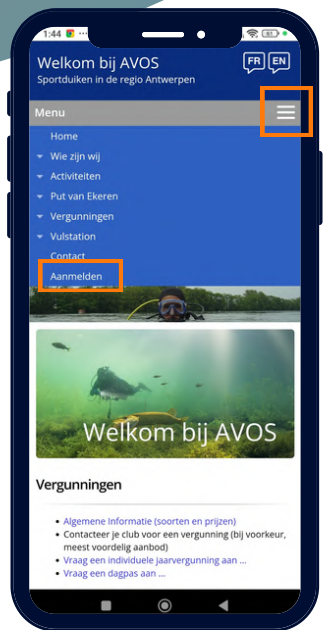 1:44
Welkom bij AVOS
FR EN
Sportduiken in de regio Antwerpen
Menu
Home
Wie zijn wij
Activiteiten
Put van Ekeren
Vergunningen
Vulstation
Contact
Aanmelden
Welkom bij AVOS
Vergunningen
• Algemene Informatie (soorten en prijzen)
• Contacteer je club voor een vergunning (bij voorkeur,
meest voordelig aanbod)
• Vraag een individuele jaarvergunning aan ...
• Vraag een dagpas aan ...